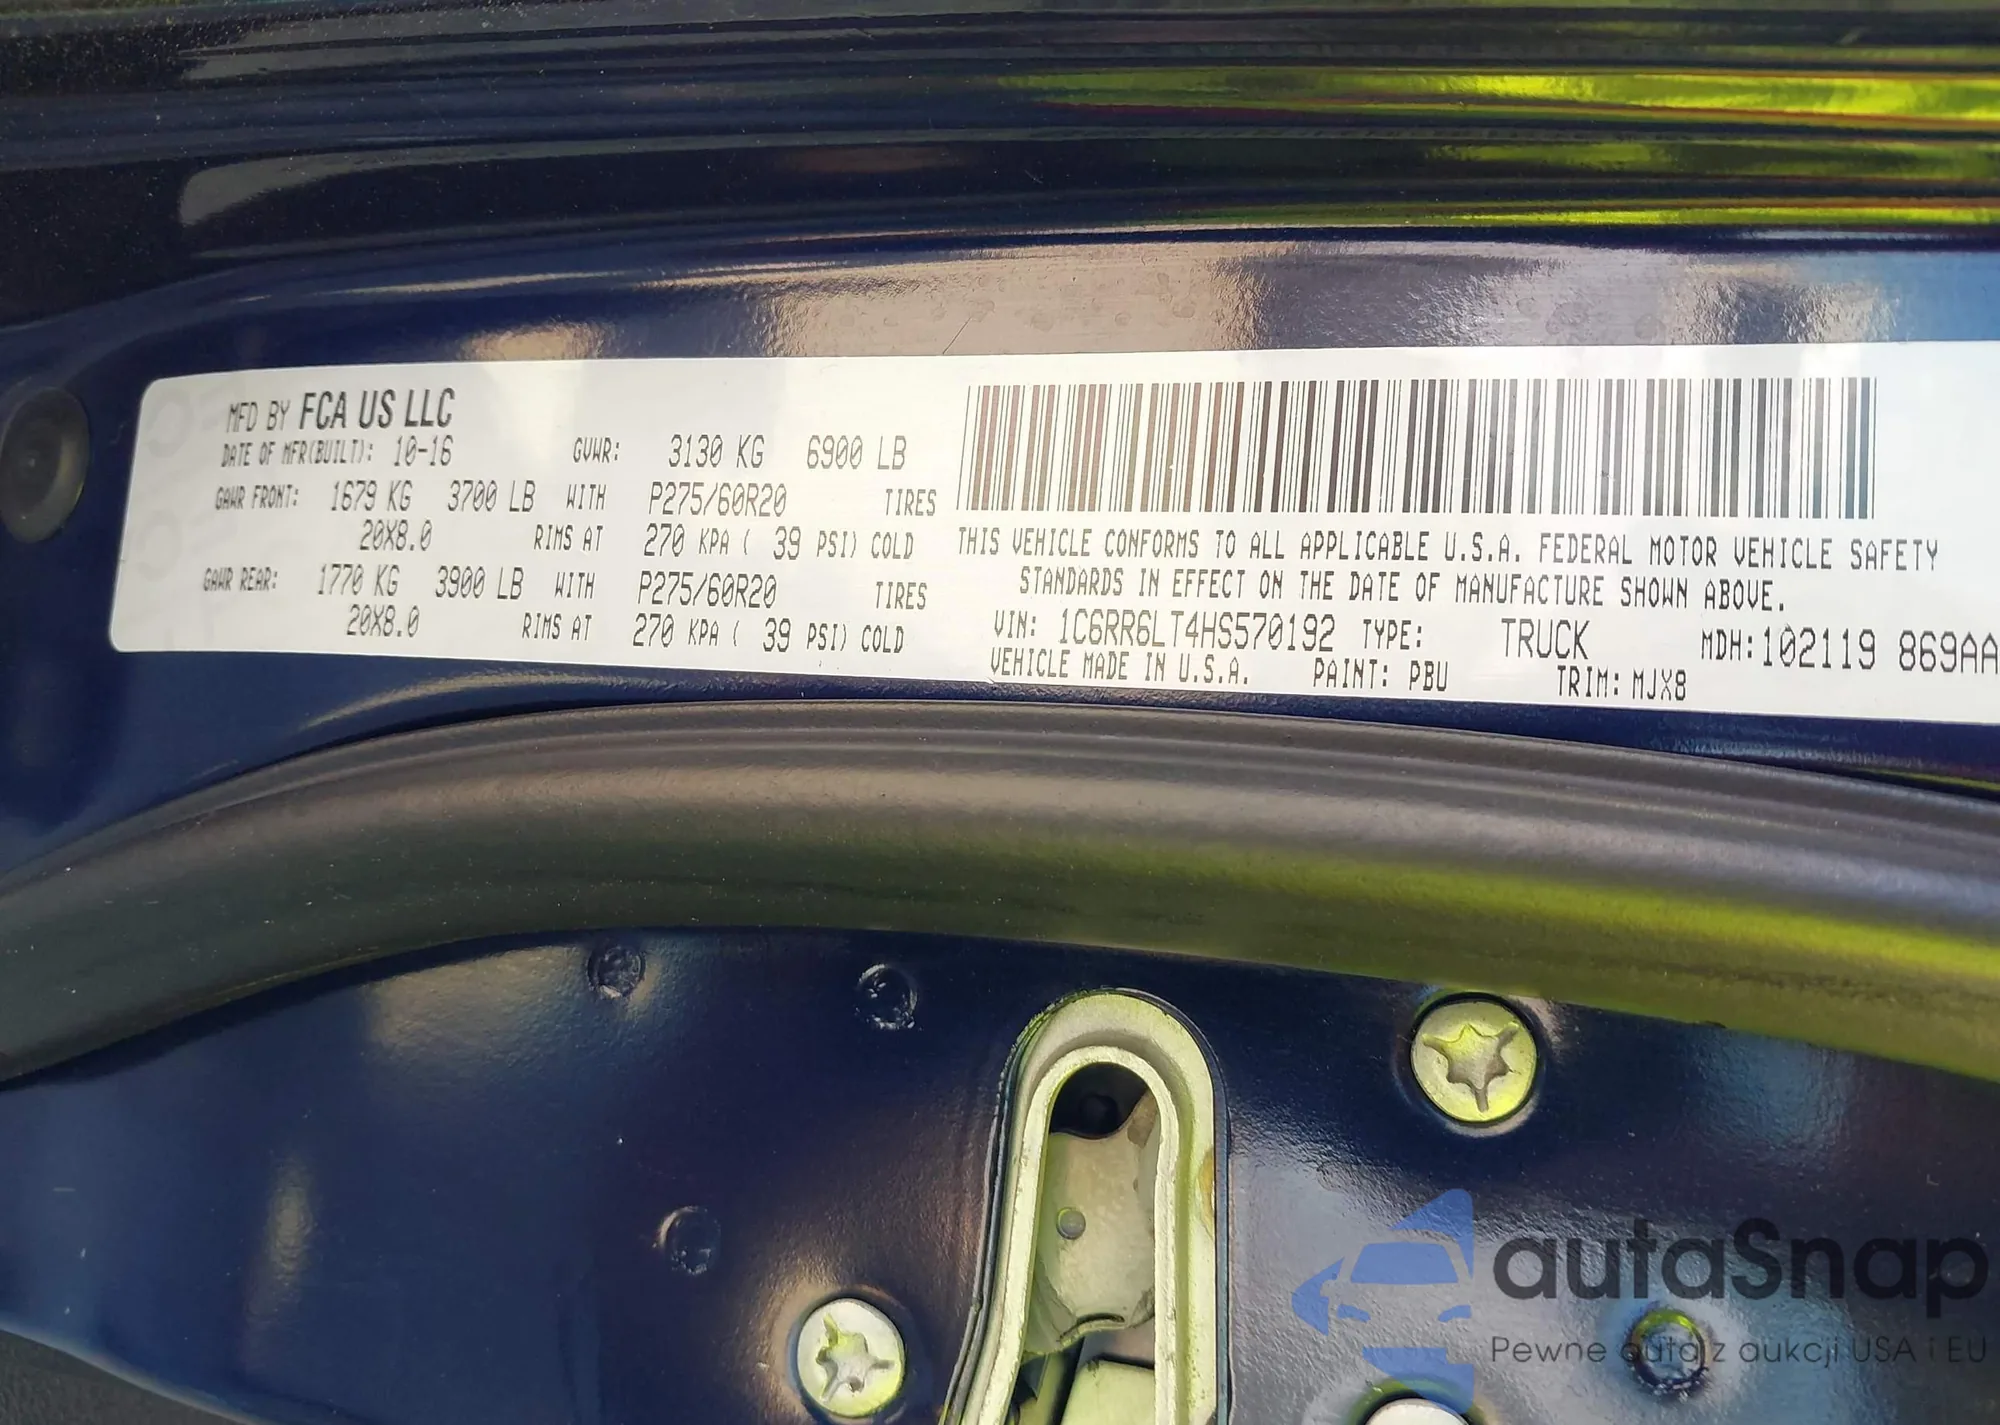 MFD BY FCA US LLC
DATE OF MFR(BUILT): 10-16 GVWR: 3130 KG 6900 LB
GAWR FRONT: 1679 KG 3700 LB WITH P275/60R20 TIRES
20X8.0 RIMS AT 270 KPA ( 39 PSI) COLD
GAWR REAR: 1770 KG 3900 LB WITH P275/60R20 TIRES
20X8.0 RIMS AT 270 KPA ( 39 PSI) COLD
THIS VEHICLE CONFORMS TO ALL APPLICABLE U.S.A. FEDERAL MOTOR VEHICLE SAFETY
STANDARDS IN EFFECT ON THE DATE OF MANUFACTURE SHOWN ABOVE.
VIN: 1C6RR6LT4HS570192 TYPE: TRUCK MDH:102119 869AA
VEHICLE MADE IN U.S.A. PAINT: PBU TRIM: MJX8
autaSnap
Pewne auta z aukcji USA i EU